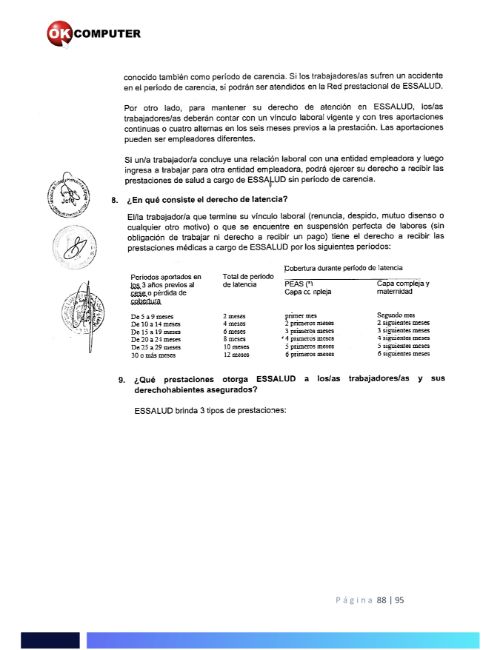 OK COMPUTER
conocido también como período de carencia. Si los trabajadores/as sufren un accidente
en el período de carencia, sí podrán ser atendidos en la Red prestacional de ESSALUD.
Por otro lado, para mantener su derecho de atención en ESSALUD, los/as
trabajadores/as deberán contar con un vínculo laboral vigente y con tres aportaciones
continuas o cuatro alternas en los seis meses previos a la prestación. Las aportaciones
pueden ser empleadores diferentes.
Si un/a trabajador/a concluye una relación laboral con una entidad empleadora y luego
ingresa a trabajar para otra entidad empleadora, podrá ejercer su derecho a recibir las
prestaciones de salud a cargo de ESSALUD sin período de carencia.
8. ¿En qué consiste el derecho de latencia?
El/la trabajador/a que termine su vínculo laboral (renuncia, despido, mutuo disenso o
cualquier otro motivo) o que se encuentre en suspensión perfecta de labores (sin
obligación de trabajar ni derecho a recibir un pago) tiene el derecho a recibir las
prestaciones médicas a cargo de ESSALUD por los siguientes períodos:
Cobertura durante período de latencia
Períodos aportados en Total de período PEAS (*) Capa compleja y
los 3 años previos al de latencia Capa compleja maternidad
cese o pérdida de
cobertura
De 5 a 9 meses 2 meses primer mes Segundo mes
De 10 a 14 meses 4 meses 2 primeros meses 2 siguientes meses
De 15 a 19 meses 6 meses 3 primeros meses 3 siguientes meses
De 20 a 24 meses 8 meses 4 primeros meses 4 siguientes meses
De 25 a 29 meses 10 meses 5 primeros meses 5 siguientes meses
30 o más meses 12 meses 6 primeros meses 6 siguientes meses
9. ¿Qué prestaciones otorga ESSALUD a los/as trabajadores/as y sus
derechohabientes asegurados?
ESSALUD brinda 3 tipos de prestaciones:
Página 88 | 95